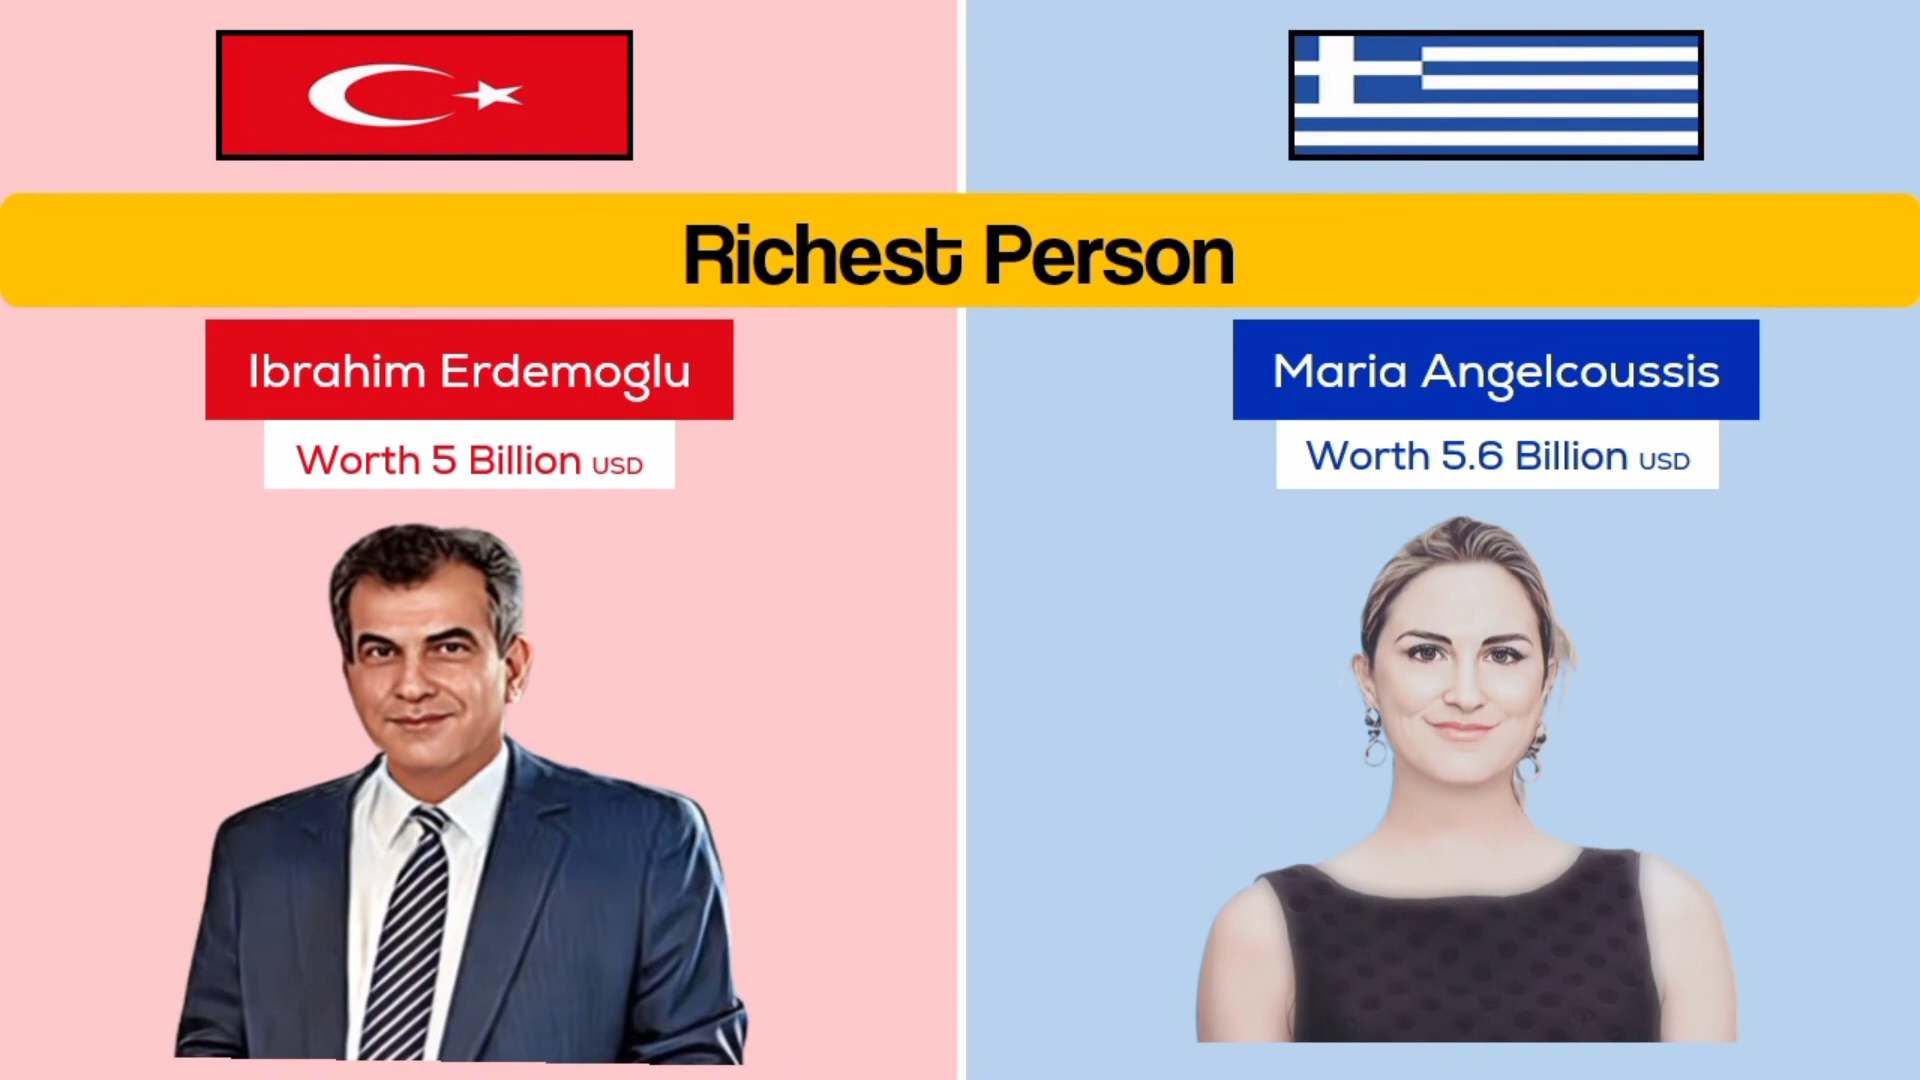 Richest Person
Ibrahim Erdemoglu
Worth 5 Billion USD
Maria Angelcoussis
Worth 5.6 Billion USD